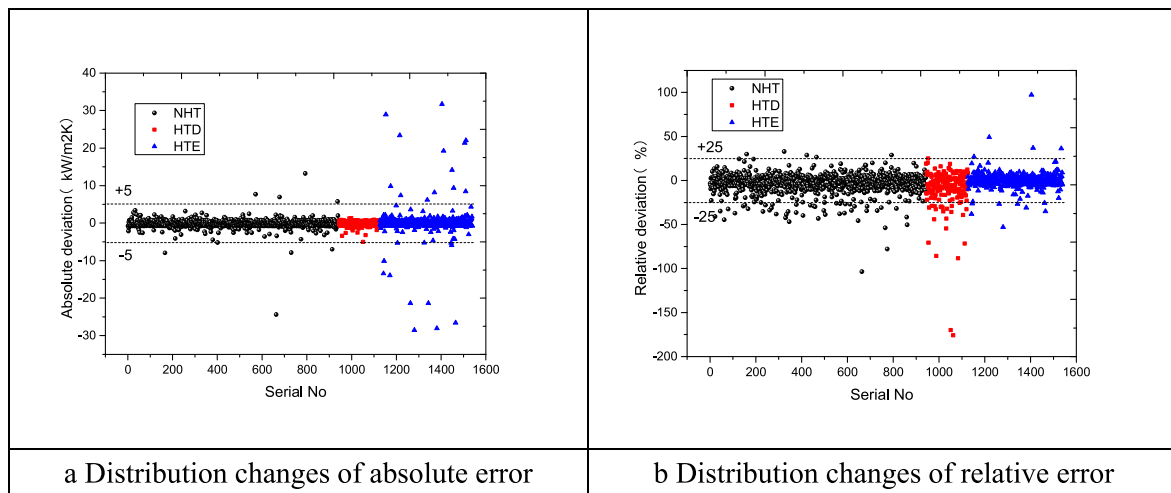 40
30
20
10
0
-10
-20
-30
Absolute deviation( kW/m2K)
NHT
HTD
HTE
+5
-5
0 200 400 600 800 1000 1200 1400 1600
Serial No
100
50
0
-50
-100
-150
-200
Relative deviation( %)
NHT
HTD
HTE
+25
-25
0 200 400 600 800 1000 1200 1400 1600
Serial No
a Distribution changes of absolute error
b Distribution changes of relative error